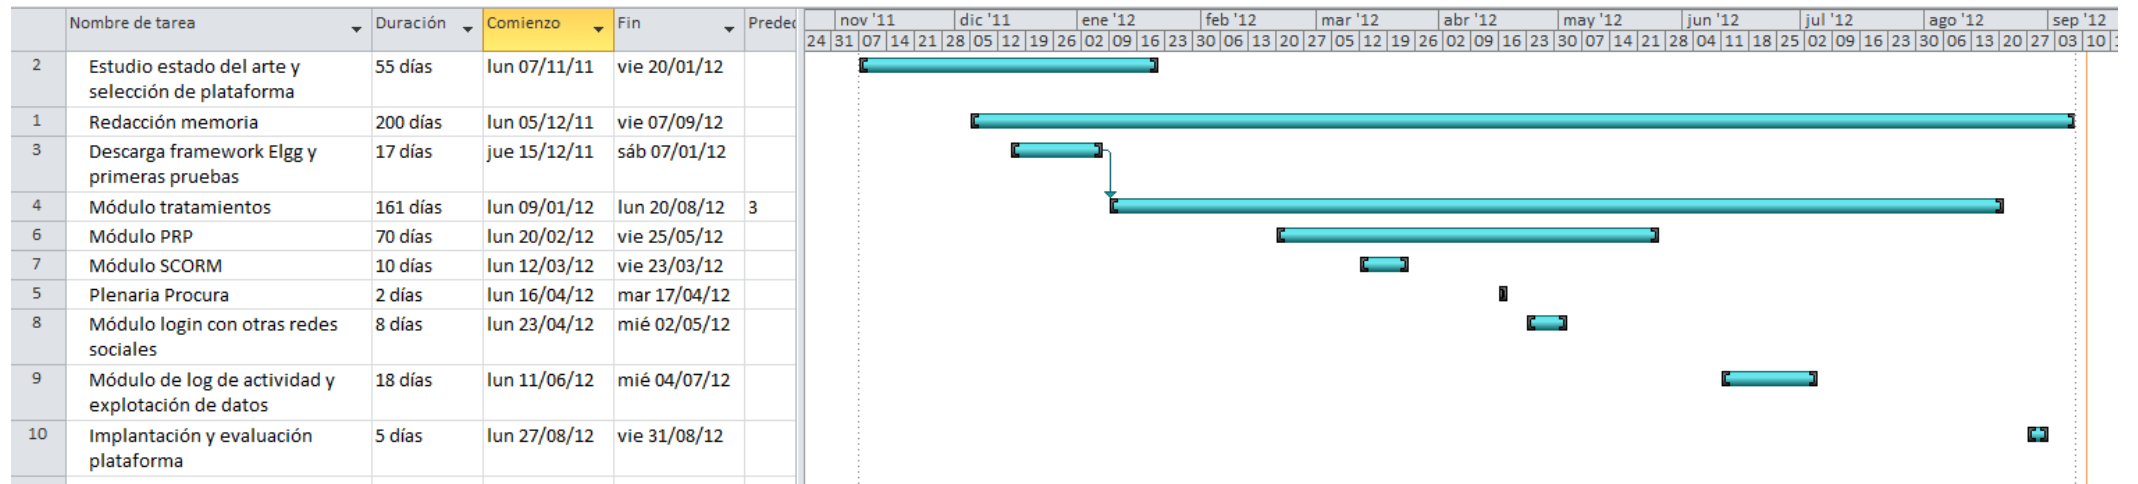 Nombre de tarea Duración Comienzo Fin Predec
nov '11 dic '11 ene '12 feb '12 mar '12 abr '12 may '12 jun '12 jul '12 ago '12 sep '12
24 31 07 14 21 28 05 12 19 26 02 09 16 23 30 06 13 20 27 05 12 19 26 02 09 16 23 30 07 14 21 28 04 11 18 25 02 09 16 23 30 06 13 20 27 03 10
2 Estudio estado del arte y 55 días lun 07/11/11 vie 20/01/12
selección de plataforma
1 Redacción memoria 200 días lun 05/12/11 vie 07/09/12
3 Descarga framework Elgg y 17 días jue 15/12/11 sáb 07/01/12
primeras pruebas
4 Módulo tratamientos 161 días lun 09/01/12 lun 20/08/12 3
6 Módulo PRP 70 días lun 20/02/12 vie 25/05/12
7 Módulo SCORM 10 días lun 12/03/12 vie 23/03/12
5 Plenaria Procura 2 días lun 16/04/12 mar 17/04/12
8 Módulo login con otras redes 8 días lun 23/04/12 mié 02/05/12
sociales
9 Módulo de log de actividad y 18 días lun 11/06/12 mié 04/07/12
explotación de datos
10 Implantación y evaluación 5 días lun 27/08/12 vie 31/08/12
plataforma